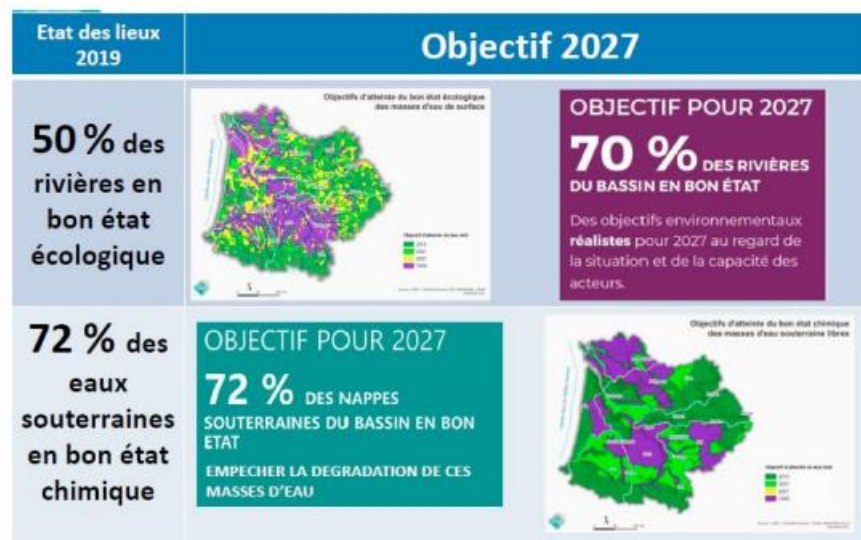 Etat des lieux
2019
Objectif 2027
50 % des
rivières en
bon état
écologique
Objectifs d'atteinte du bon état écologique
des masses d'eau de surface
OBJECTIF POUR 2027
70 % DES RIVIÈRES
DU BASSIN EN BON ÉTAT
Des objectifs environnementaux
réalistes pour 2027 au regard de
la situation et de la capacité des
acteurs.
72 % des
eaux
souterraines
en bon état
chimique
OBJECTIF POUR 2027
72 % DES NAPPES
SOUTERRAINES DU BASSIN EN BON
ETAT
EMPECHER LA DEGRADATION DE CES
MASSES D'EAU
Objectifs d'atteinte du bon état chimique
des masses d'eau souterraine libres